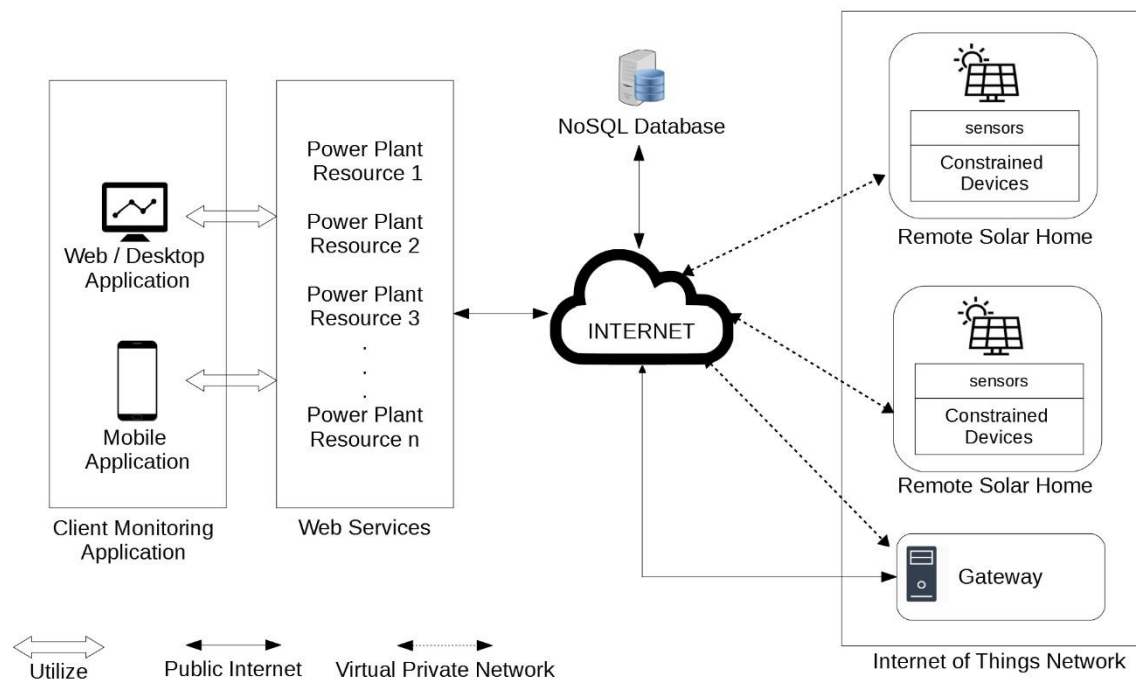 Web / Desktop
Application
Mobile
Application
Client Monitoring
Application
Power Plant
Resource 1
Power Plant
Resource 2
Power Plant
Resource 3
.
.
.
Power Plant
Resource n
Web Services
NoSQL Database
INTERNET
sensors
Constrained
Devices
Remote Solar Home
sensors
Constrained
Devices
Remote Solar Home
Gateway
Internet of Things Network
Utilize
Public Internet
Virtual Private Network